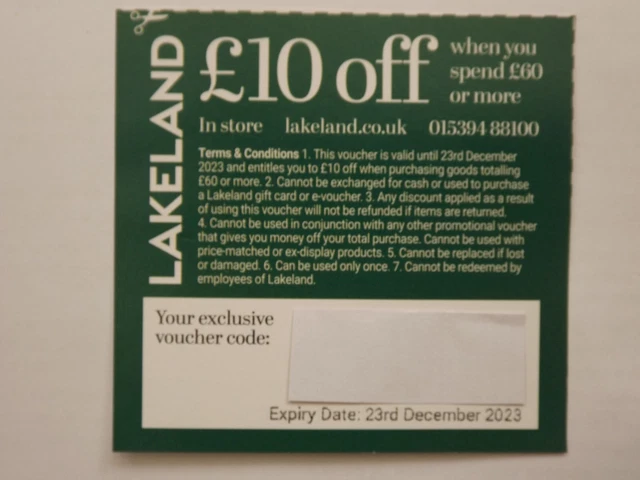 LAKELAND
£10 off
when you
spend £60
or more
In store lakeland.co.uk 015394 88100
Terms & Conditions 1. This voucher is valid until 23rd December
2023 and entitles you to £10 off when purchasing goods totalling
£60 or more. 2. Cannot be exchanged for cash or used to purchase
a Lakeland gift card or e-voucher. 3. Any discount applied as a result
of using this voucher will not be refunded if items are returned.
4. Cannot be used in conjunction with any other promotional voucher
that gives you money off your total purchase. Cannot be used with
price-matched or ex-display products. 5. Cannot be replaced if lost
or damaged. 6. Can be used only once. 7. Cannot be redeemed by
employees of Lakeland.
Your exclusive
voucher code:
Expiry Date: 23rd December 2023